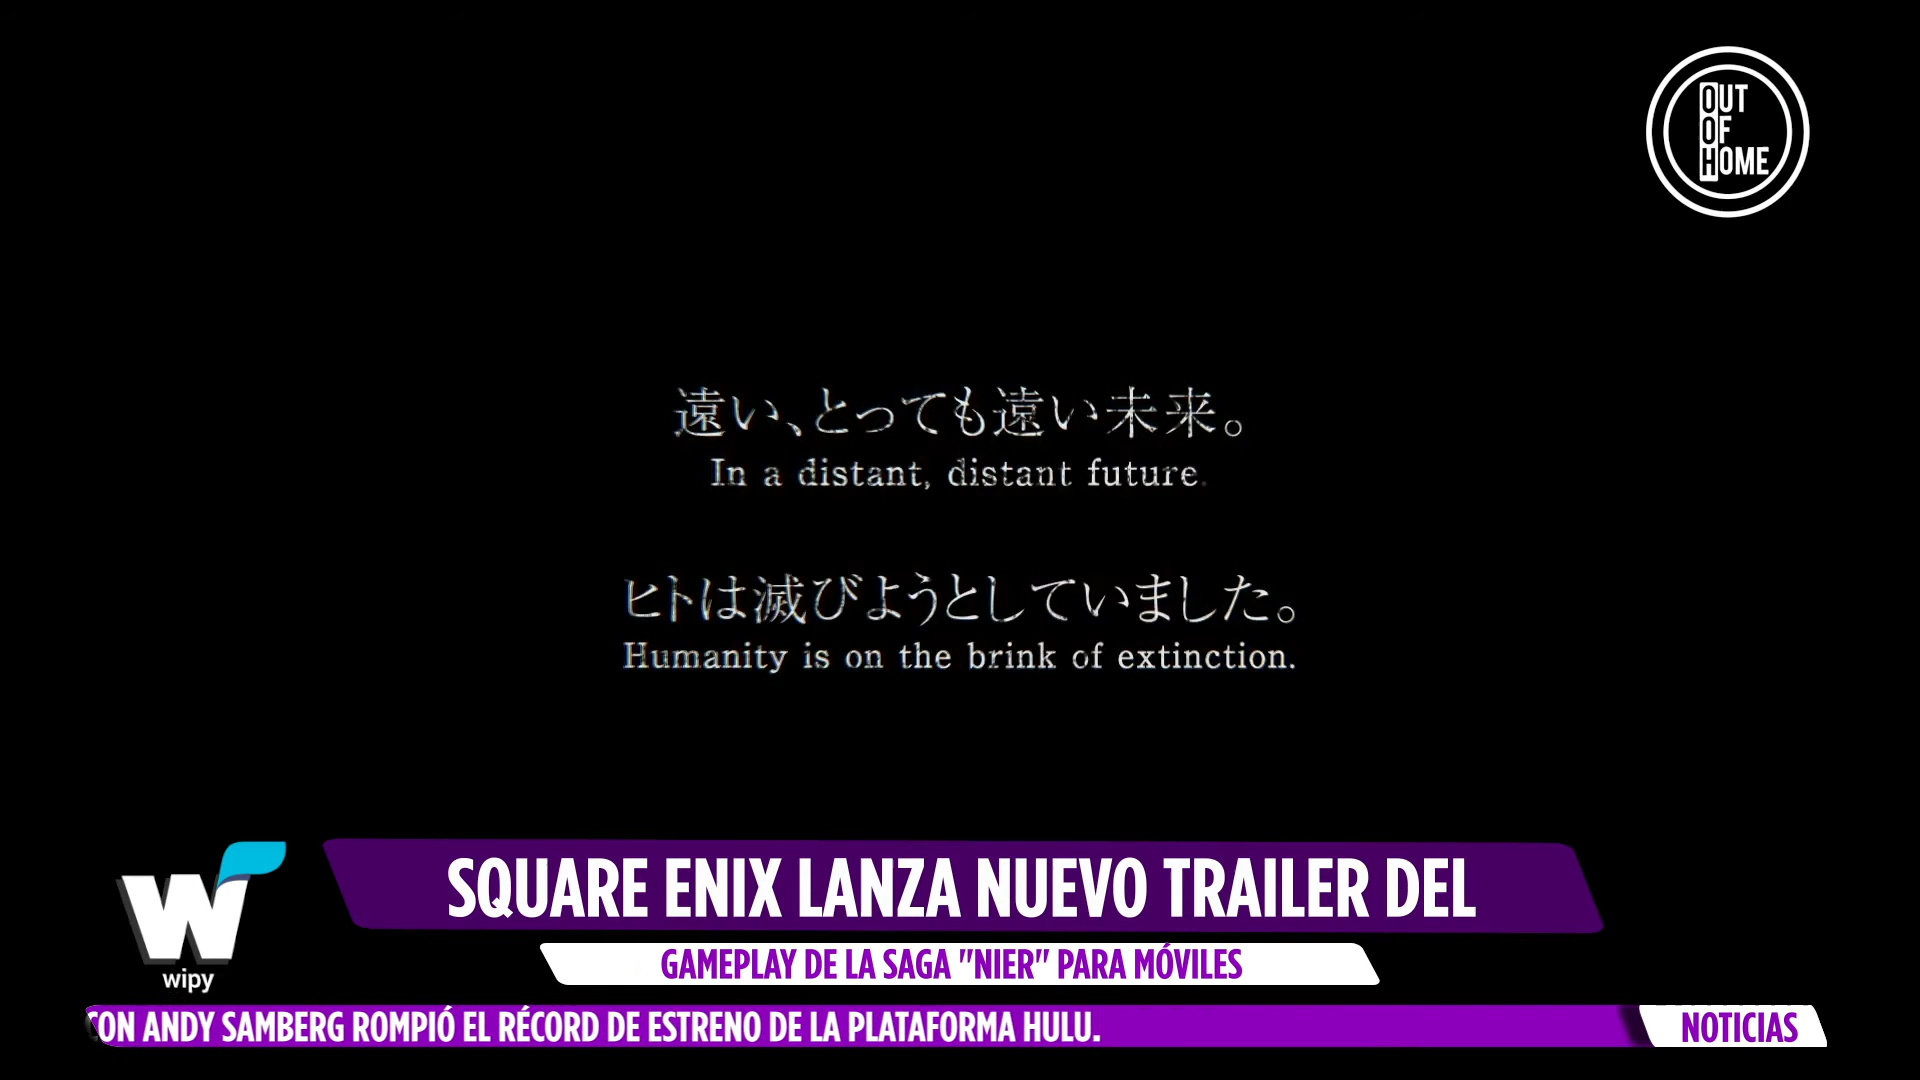 OUT
OF
HOME
遠い、とっても遠い未来。
In a distant, distant future.
ヒトは滅びようとしていました。
Humanity is on the brink of extinction.
SQUARE ENIX LANZA NUEVO TRAILER DEL
wipy
GAMEPLAY DE LA SAGA "NIER" PARA MÓVILES
CON ANDY SAMBERG ROMPIÓ EL RÉCORD DE ESTRENO DE LA PLATAFORMA HULU.
NOTICIAS